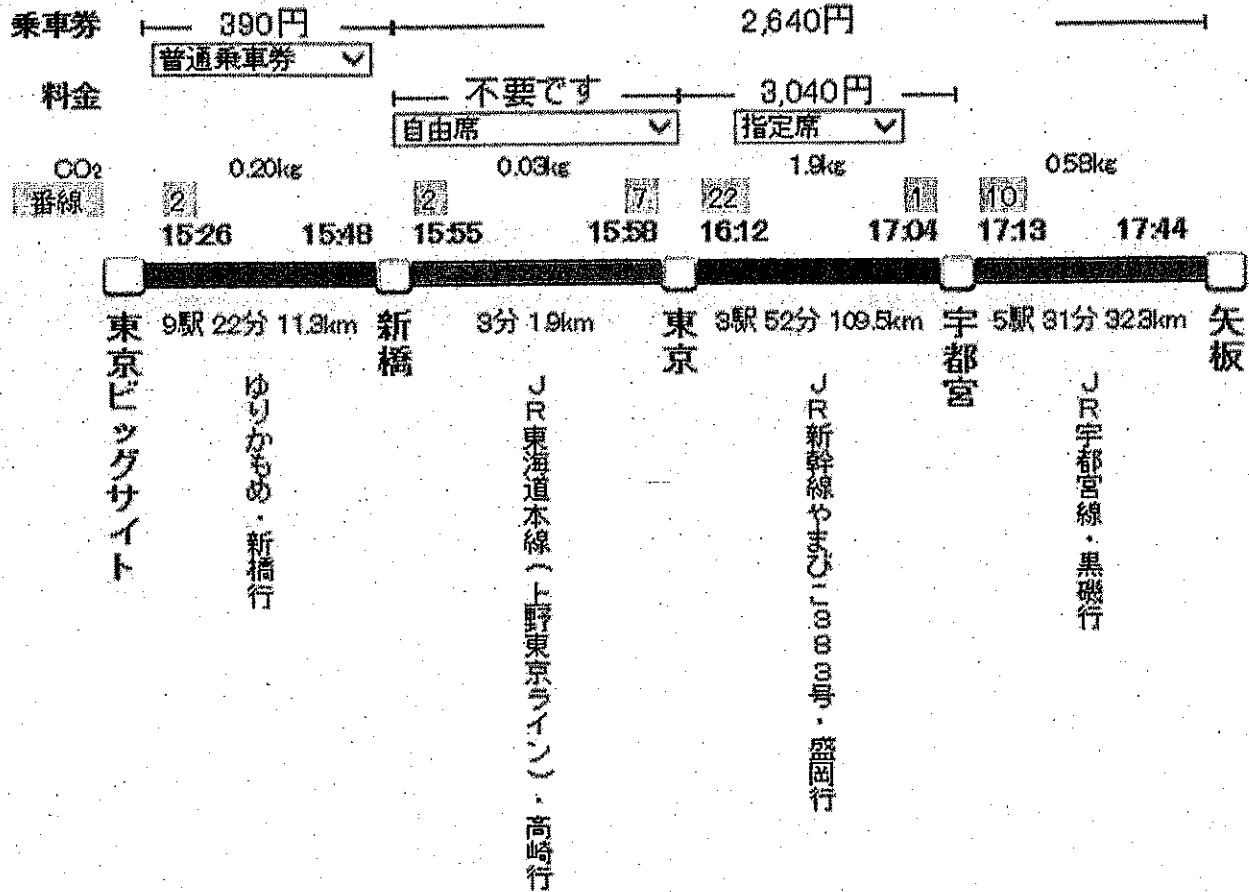 乗車券 390円 2,640円
普通乗車券
料金 不要です 3,040円
自由席 指定席
CO2 0.20kg 0.03kg 1.9kg 0.58kg
番線 2 2 7 22 1 10
15:26 15:48 15:55 15:58 16:12 17:04 17:13 17:44
9駅 22分 11.3km 3分 1.9km 3駅 52分 109.5km 5駅 31分 32.3km
東京ビッグサイト
ゆりかもめ・新橋行
新橋
JR東海道本線(上野東京ライン)・高崎行
東京
JR新幹線やまびこ383号・盛岡行
宇都宮
JR宇都宮線・黒磯行
矢板